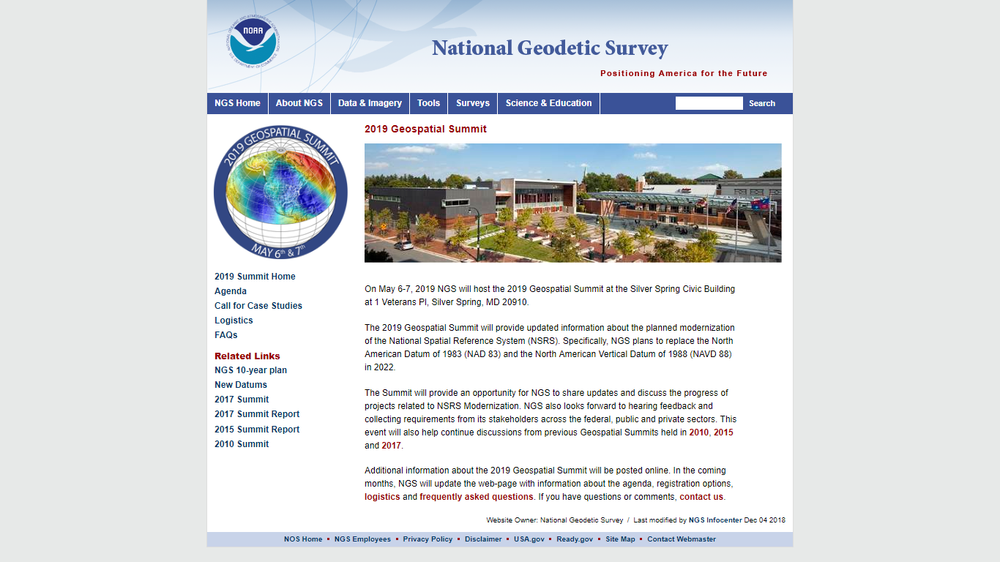 NOAA
NATIONAL OCEANIC AND ATMOSPHERIC ADMINISTRATION
U.S. DEPARTMENT OF COMMERCE
National Geodetic Survey
Positioning America for the Future
NGS Home
About NGS
Data & Imagery
Tools
Surveys
Science & Education
Search
2019 GEOSPATIAL SUMMIT
MAY 6th & 7th
2019 Summit Home
Agenda
Call for Case Studies
Logistics
FAQs
Related Links
NGS 10-year plan
New Datums
2017 Summit
2017 Summit Report
2015 Summit Report
2010 Summit
2019 Geospatial Summit
On May 6-7, 2019 NGS will host the 2019 Geospatial Summit at the Silver Spring Civic Building
at 1 Veterans Pl, Silver Spring, MD 20910.
The 2019 Geospatial Summit will provide updated information about the planned modernization
of the National Spatial Reference System (NSRS). Specifically, NGS plans to replace the North
American Datum of 1983 (NAD 83) and the North American Vertical Datum of 1988 (NAVD 88)
in 2022.
The Summit will provide an opportunity for NGS to share updates and discuss the progress of
projects related to NSRS Modernization. NGS also looks forward to hearing feedback and
collecting requirements from its stakeholders across the federal, public and private sectors. This
event will also help continue discussions from previous Geospatial Summits held in 2010, 2015
and 2017.
Additional information about the 2019 Geospatial Summit will be posted online. In the coming
months, NGS will update the web-page with information about the agenda, registration options,
logistics and frequently asked questions. If you have questions or comments, contact us.
Website Owner: National Geodetic Survey / Last modified by NGS Infocenter Dec 04 2018
NOS Home ▪ NGS Employees ▪ Privacy Policy ▪ Disclaimer ▪ USA.gov ▪ Ready.gov ▪ Site Map ▪ Contact Webmaster